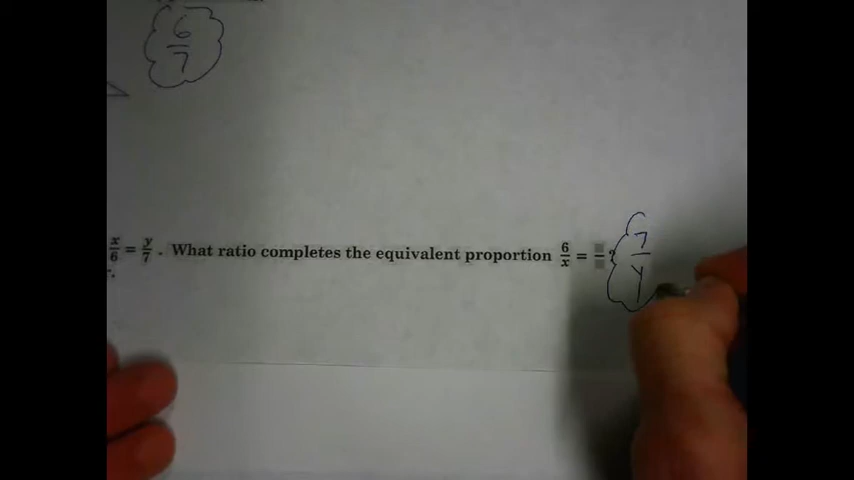 6
7
x/6 = y/7 . What ratio completes the equivalent proportion 6/x = ?
7
y